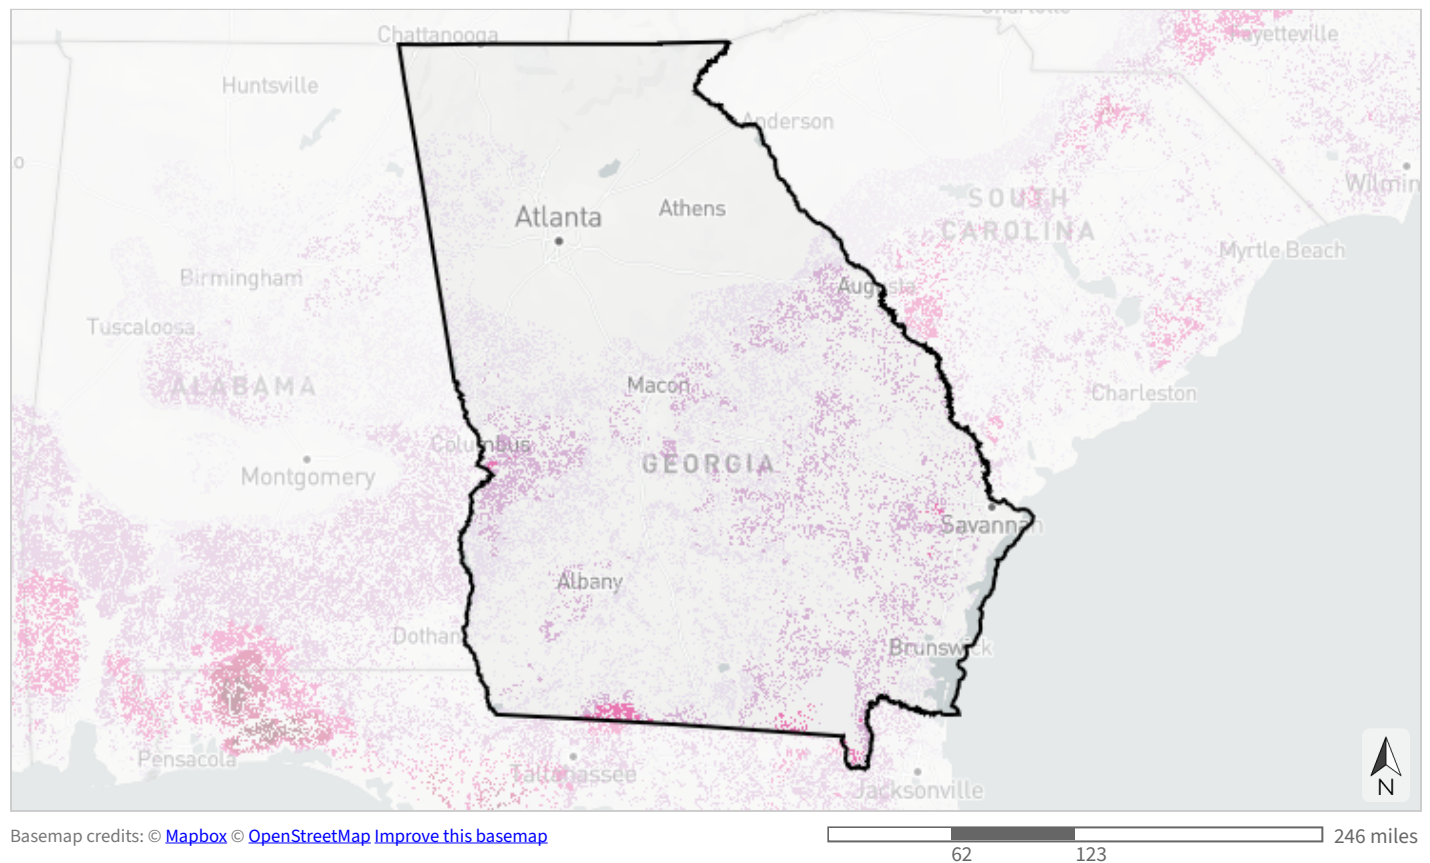 Chattanooga
Fayetteville
Huntsville
Anderson
Wilmin
SOUTH
CAROLINA
Atlanta
Athens
Myrtle Beach
Birmingham
Augusta
Tuscaloosa
ALABAMA
Macon
Charleston
Columbus
GEORGIA
Montgomery
Savannah
Albany
Dothan
Brunswick
Pensacola
Tallahassee
Jacksonville
N
Basemap credits: © Mapbox © OpenStreetMap Improve this basemap
246 miles
62 123